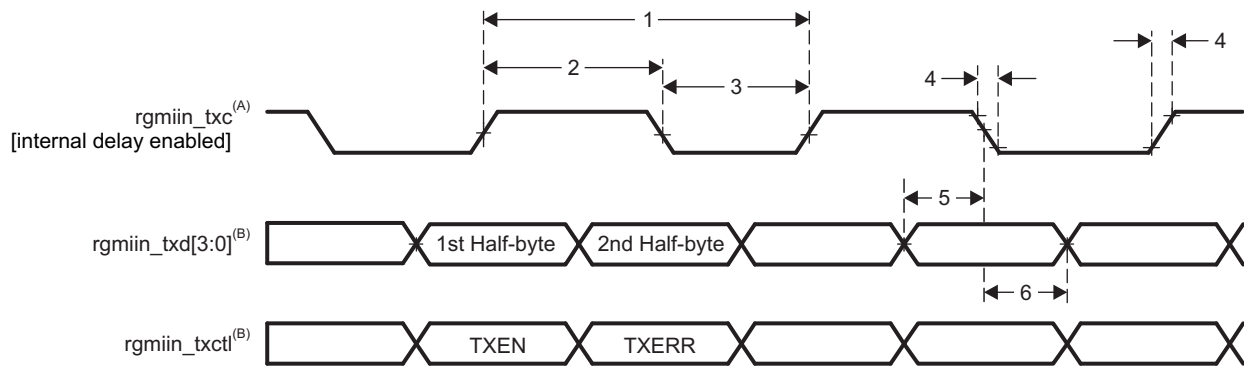 1
4
2
4
3
rgmiin_txc(A)
[internal delay enabled]
5
rgmiin_txd[3:0](B)
1st Half-byte
2nd Half-byte
6
rgmiin_txctl(B)
TXEN
TXERR